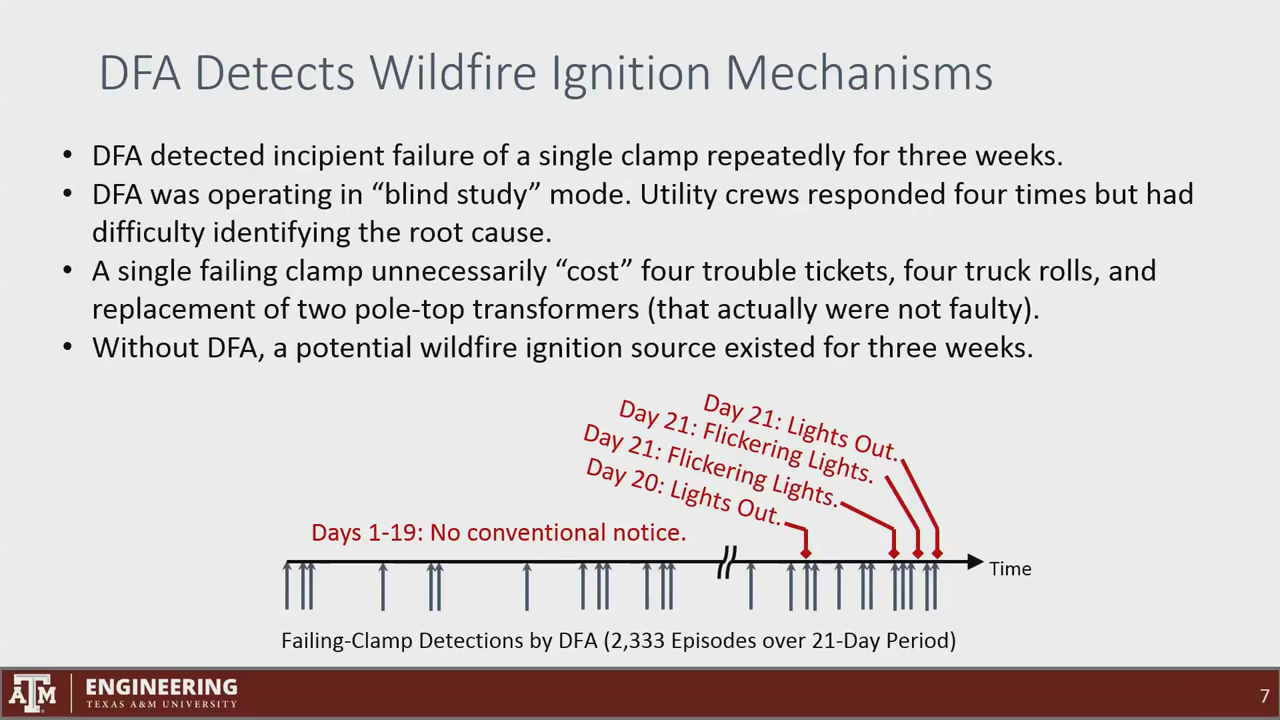 DFA Detects Wildfire Ignition Mechanisms
• DFA detected incipient failure of a single clamp repeatedly for three weeks.
• DFA was operating in “blind study” mode. Utility crews responded four times but had
difficulty identifying the root cause.
• A single failing clamp unnecessarily “cost” four trouble tickets, four truck rolls, and
replacement of two pole-top transformers (that actually were not faulty).
• Without DFA, a potential wildfire ignition source existed for three weeks.
Day 21: Lights Out.
Day 21: Flickering Lights.
Day 21: Flickering Lights.
Day 20: Lights Out.
Days 1-19: No conventional notice.
Time
Failing-Clamp Detections by DFA (2,333 Episodes over 21-Day Period)
ATM
ENGINEERING
TEXAS A&M UNIVERSITY
7